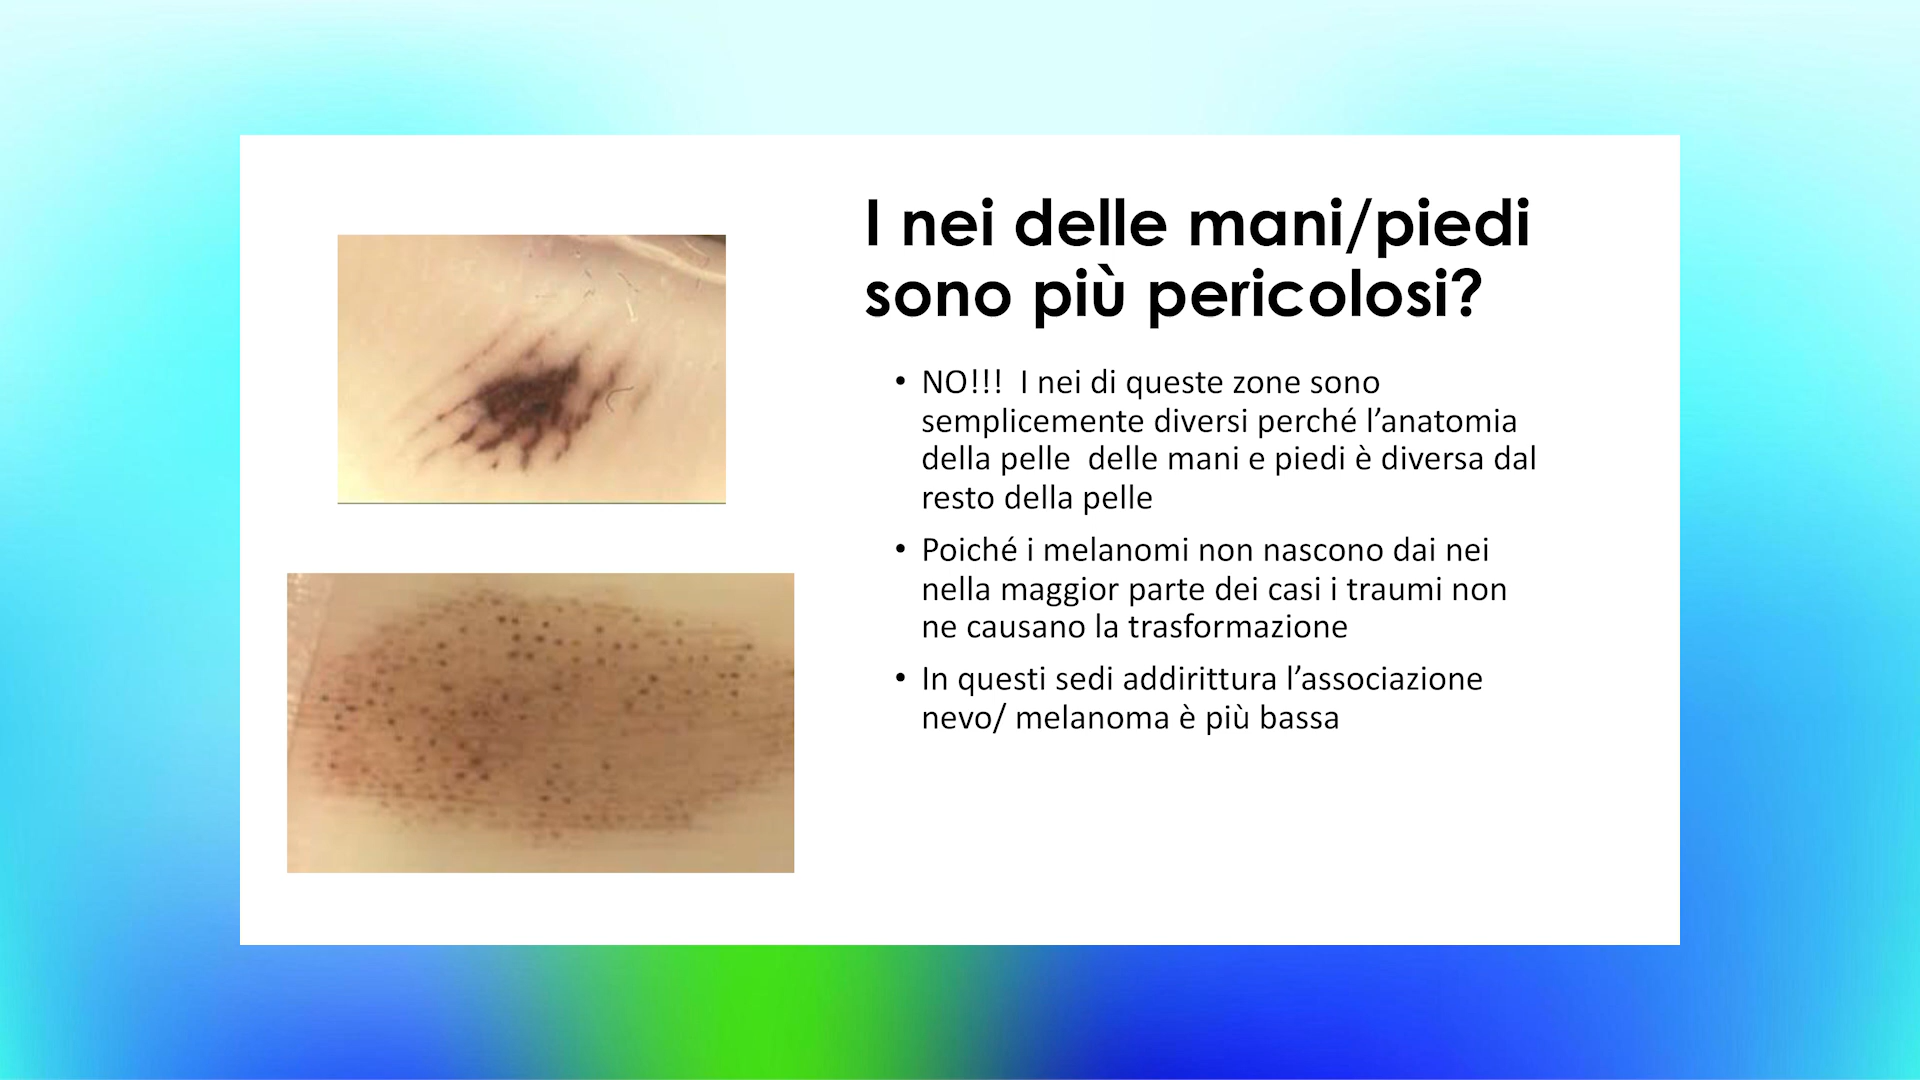 I nei delle mani/piedi
sono più pericolosi?
• NO!!!  I nei di queste zone sono
semplicemente diversi perché l’anatomia
della pelle  delle mani e piedi è diversa dal
resto della pelle
• Poiché i melanomi non nascono dai nei
nella maggior parte dei casi i traumi non
ne causano la trasformazione
• In questi sedi addirittura l’associazione
nevo/ melanoma è più bassa